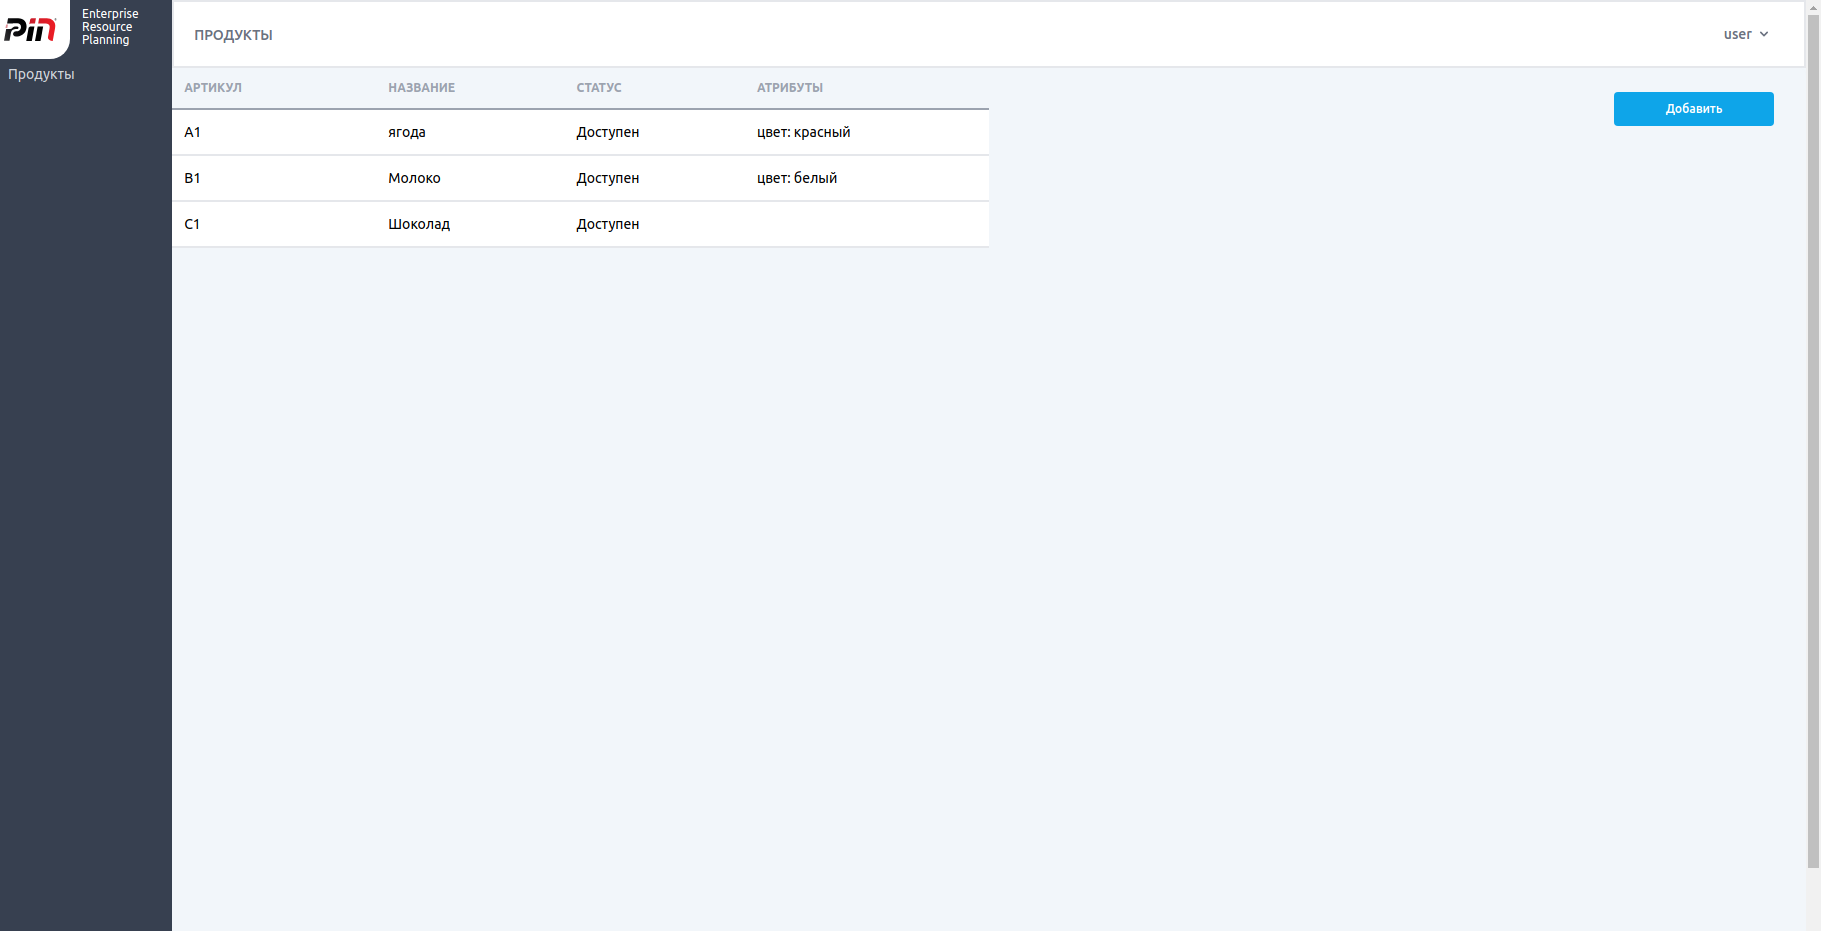 PiN
Enterprise
Resource
Planning
Продукты
ПРОДУКТЫ
user
АРТИКУЛ НАЗВАНИЕ СТАТУС АТРИБУТЫ
Добавить
A1 ягода Доступен цвет: красный
B1 Молоко Доступен цвет: белый
C1 Шоколад Доступен